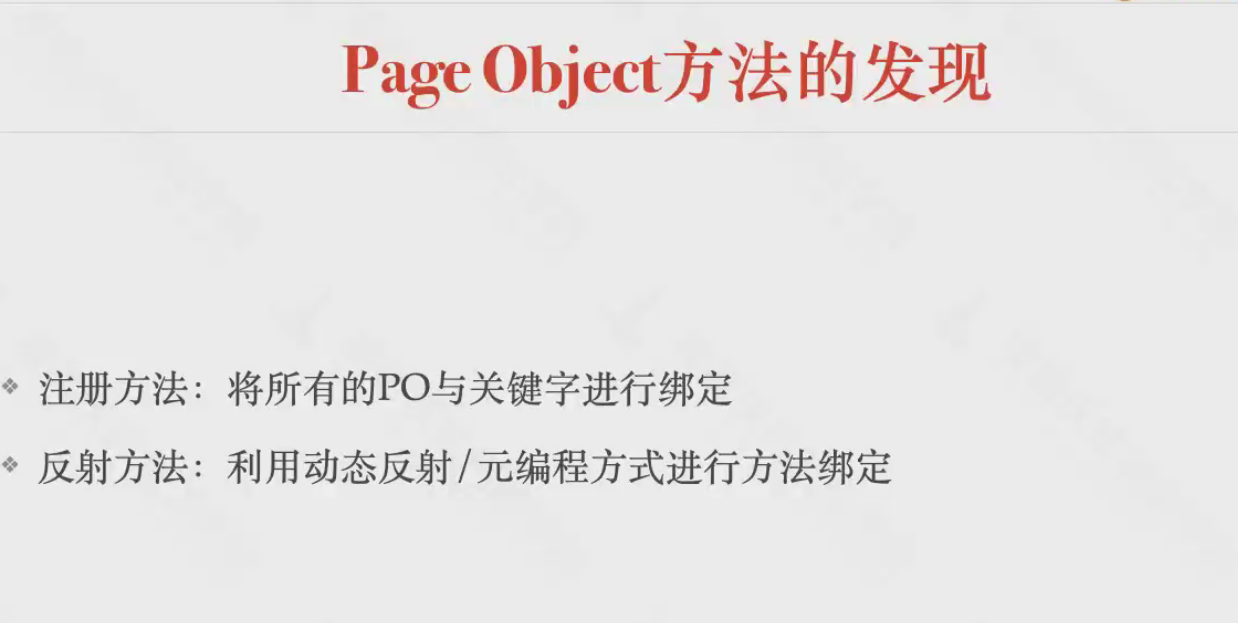 Page Object方法的发现
注册方法：将所有的PO与关键字进行绑定
反射方法：利用动态反射/元编程方式进行方法绑定